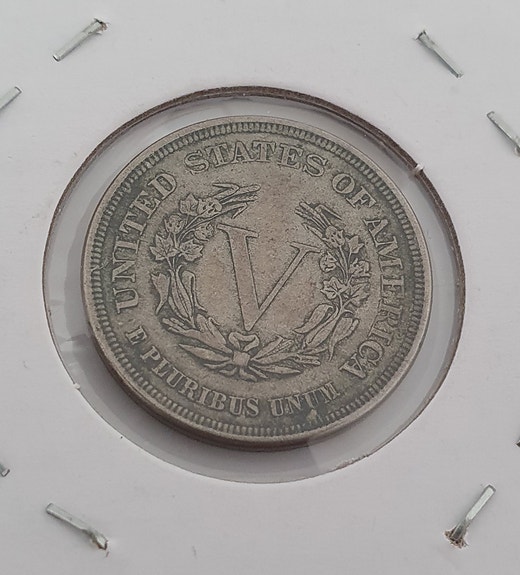 UNITED STATES OF AMERICA
V
E PLURIBUS UNUM